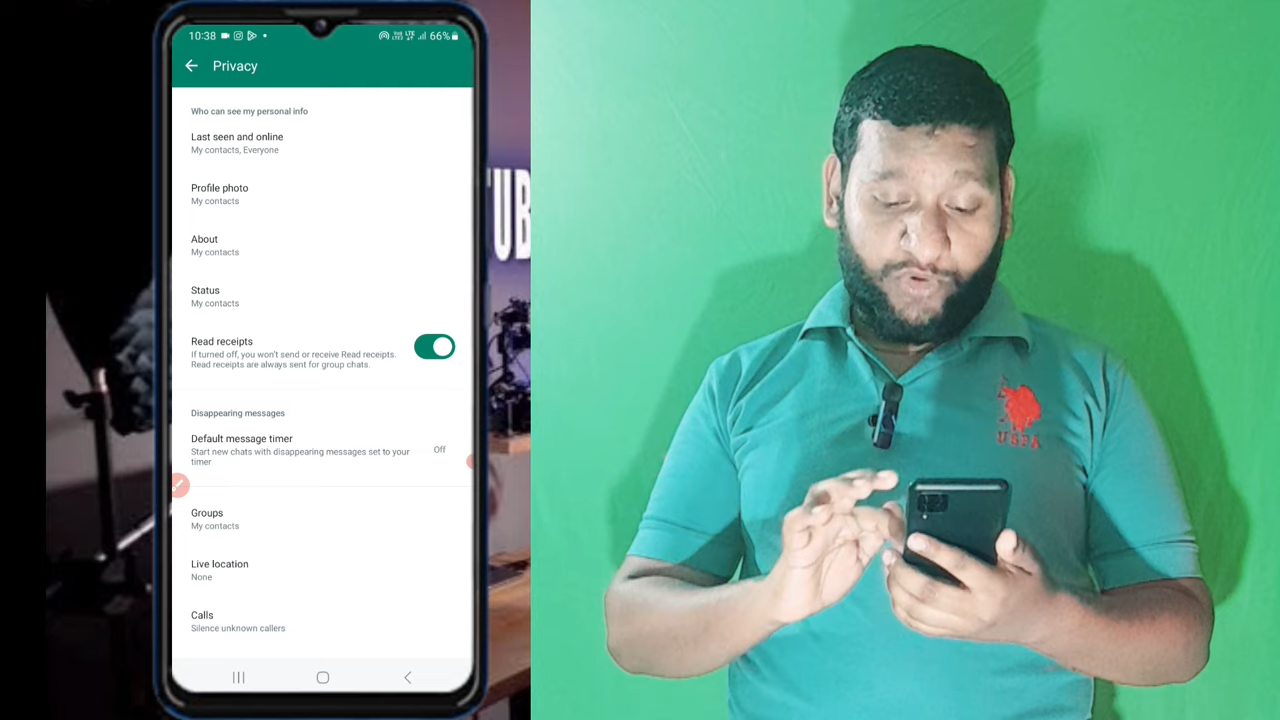 10:38
LTE
66%
Privacy
Who can see my personal info
Last seen and online
My contacts, Everyone
Profile photo
My contacts
About
My contacts
Status
My contacts
Read receipts
If turned off, you won't send or receive Read receipts.
Read receipts are always sent for group chats.
Disappearing messages
Default message timer
Off
Start new chats with disappearing messages set to your
timer
Groups
My contacts
Live location
None
Calls
Silence unknown callers
TUB
USPA